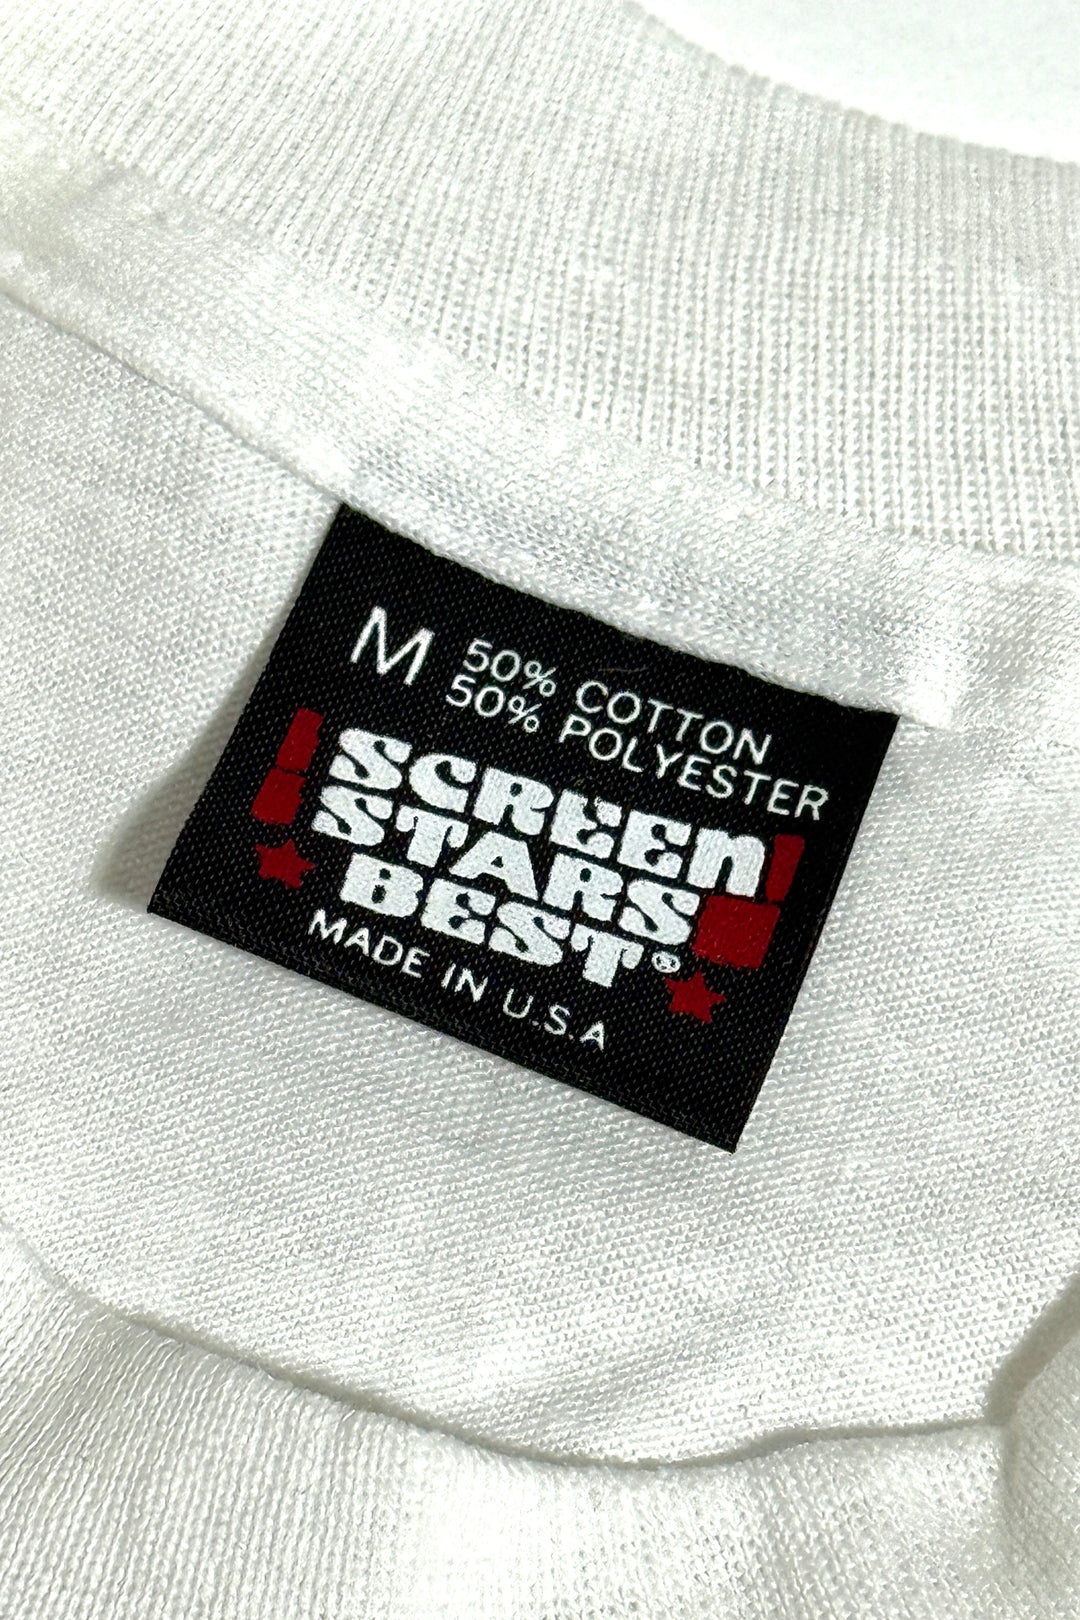 M
50% COTTON
50% POLYESTER
SCREEN
STARS
BEST®
MADE IN U.S.A